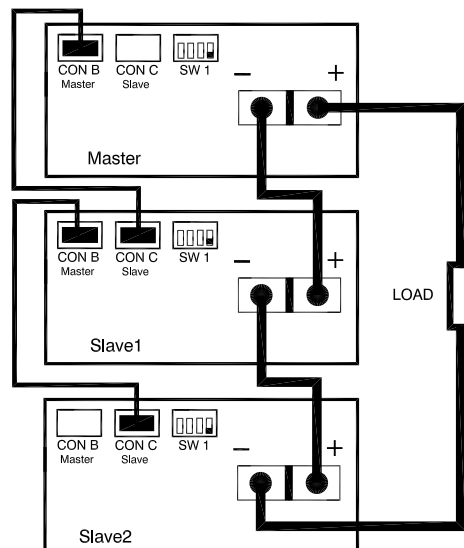 CON B CON C SW 1
Master Slave
− +
Master
CON B CON C SW 1
Master Slave
− +
LOAD
Slave1
CON B CON C SW 1
Master Slave
− +
Slave2